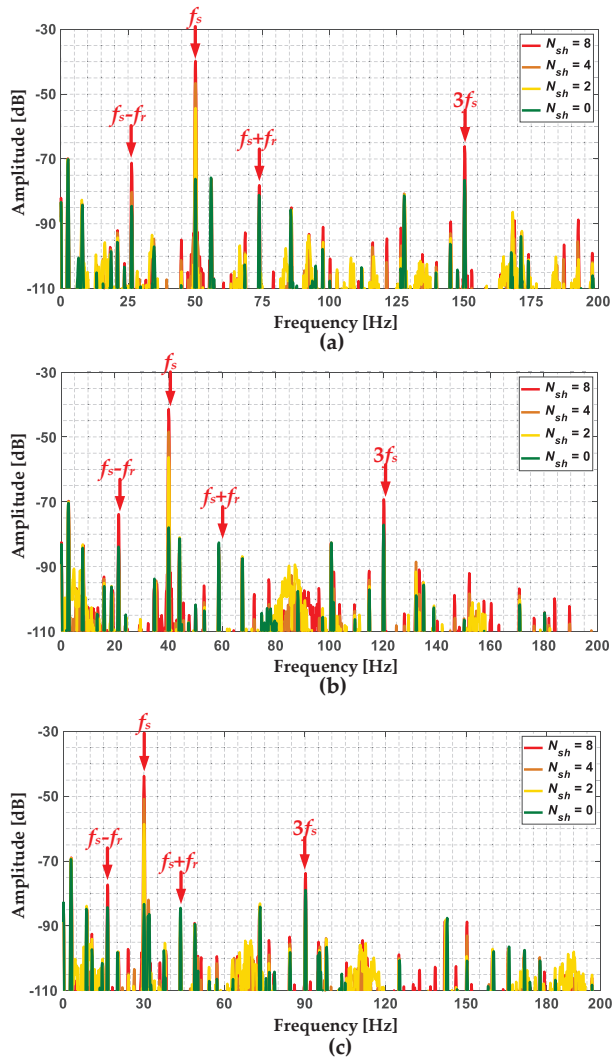 -30
-50
-70
-90
-110
Amplitude [dB]
fs
fs-fr
fs+fr
3fs
Nsh = 8
Nsh = 4
Nsh = 2
Nsh = 0
0 25 50 75 100 125 150 175 200
Frequency [Hz]
(a)
-30
-50
-70
-90
-110
Amplitude [dB]
fs
fs-fr
fs+fr
3fs
Nsh = 8
Nsh = 4
Nsh = 2
Nsh = 0
0 20 40 60 80 100 120 140 160 180 200
Frequency [Hz]
(b)
-30
-50
-70
-90
-110
Amplitude [dB]
fs
fs-fr
fs+fr
3fs
Nsh = 8
Nsh = 4
Nsh = 2
Nsh = 0
0 30 60 90 120 150 200
Frequency [Hz]
(c)